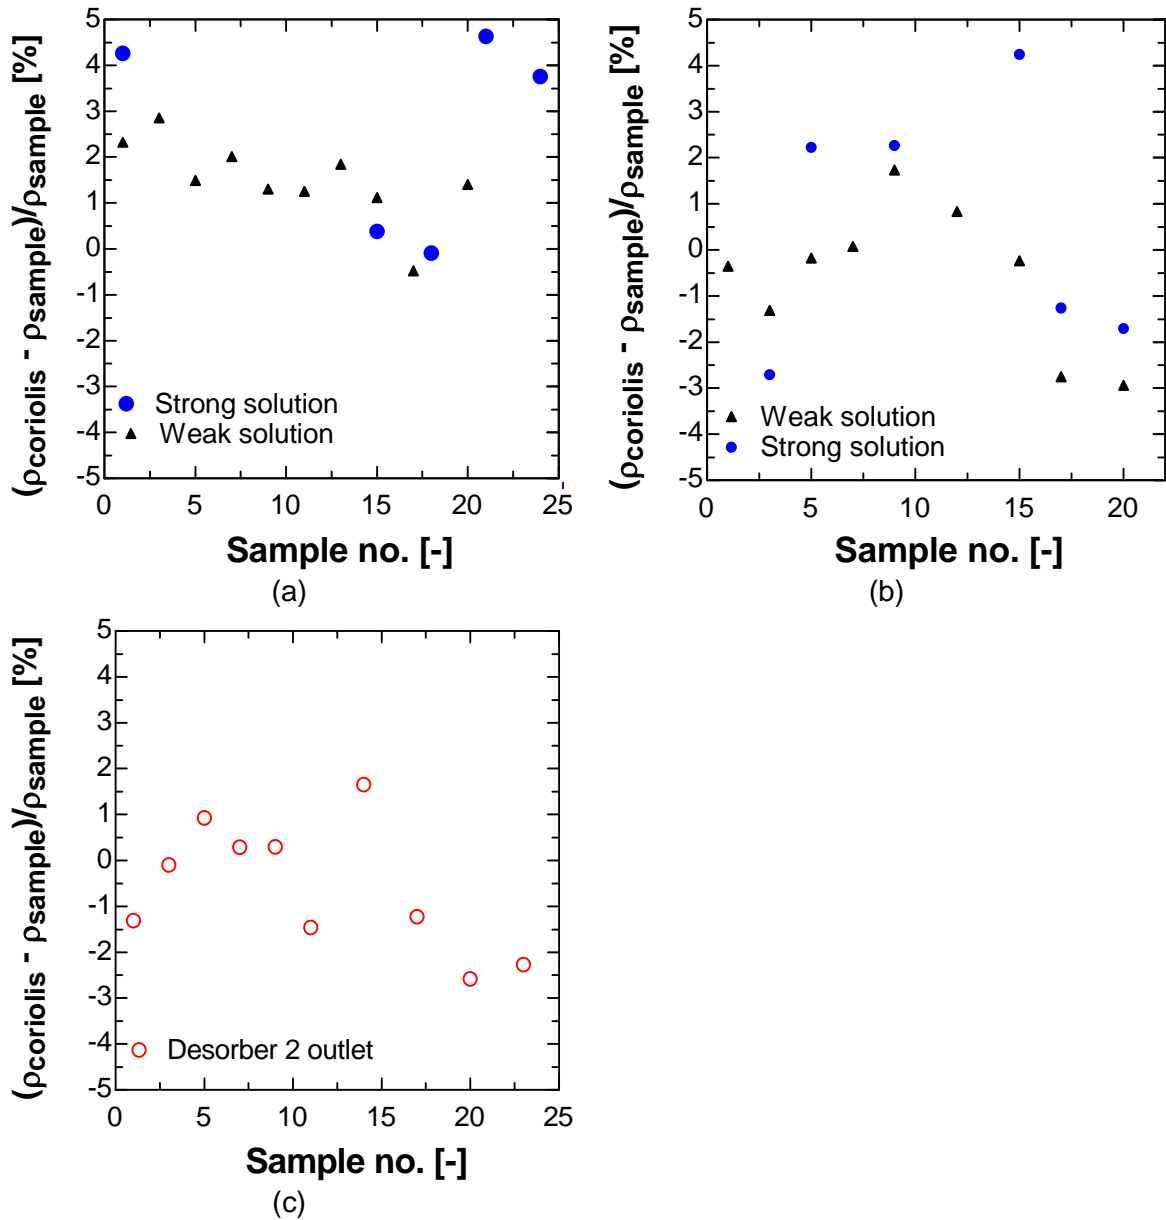 (ρcoriolis - ρsample)/ρsample [%]
5
4
3
2
1
0
-1
-2
-3
-4
-5
Strong solution
Weak solution
0 5 10 15 20 25
Sample no. [-]
(a)
(ρcoriolis - ρsample)/ρsample [%]
5
4
3
2
1
0
-1
-2
-3
-4
-5
Weak solution
Strong solution
0 5 10 15 20
Sample no. [-]
(b)
(ρcoriolis - ρsample)/ρsample [%]
5
4
3
2
1
0
-1
-2
-3
-4
-5
Desorber 2 outlet
0 5 10 15 20 25
Sample no. [-]
(c)